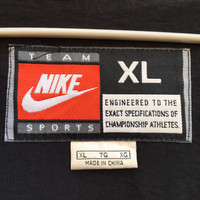 TEAM
NIKE
SPORTS
XL
ENGINEERED TO THE
EXACT SPECIFICATIONS OF
CHAMPIONSHIP ATHLETES.
XL TG XG
MADE IN CHINA